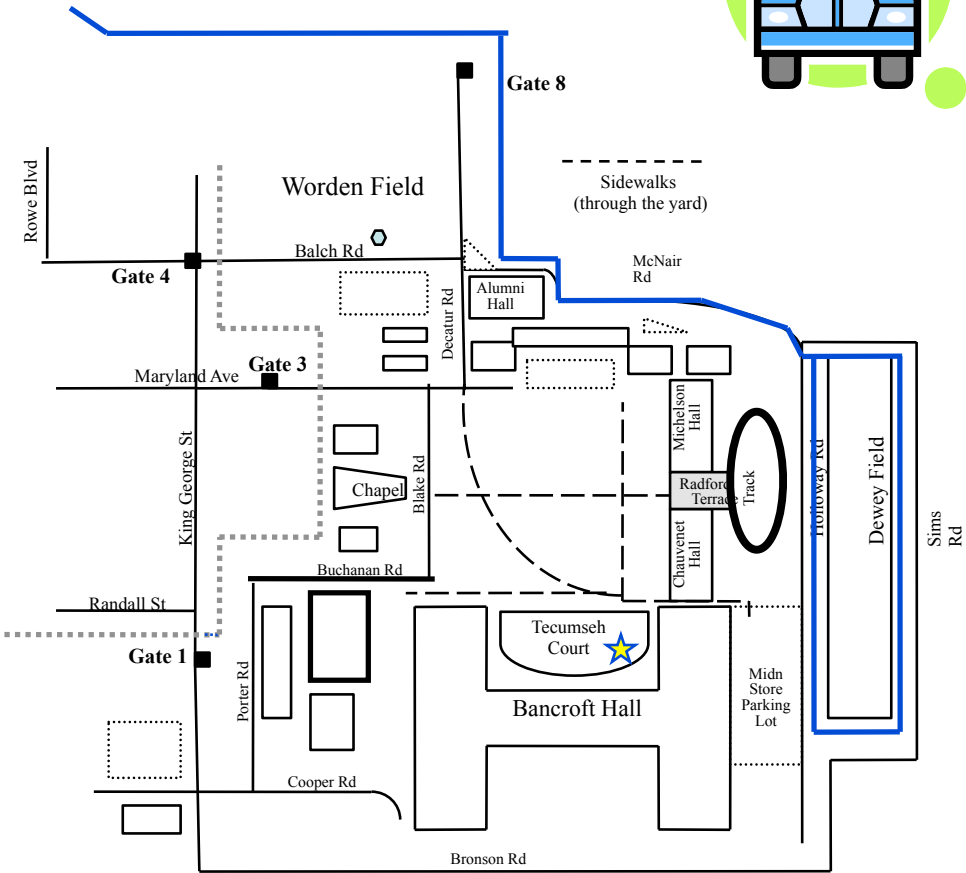 Gate 8
Rowe Blvd
Worden Field
Sidewalks
(through the yard)
Balch Rd
McNair
Rd
Gate 4
Alumni
Hall
Decatur Rd
Gate 3
Maryland Ave
Michelson
Hall
King George St
Chapel
Blake Rd
Radford
Terrace
Track
Holloway Rd
Dewey Field
Sims
Rd
Chauvenet
Hall
Buchanan Rd
Randall St
Tecumseh
Court
Gate 1
Porter Rd
Midn
Store
Parking
Lot
Bancroft Hall
Cooper Rd
Bronson Rd